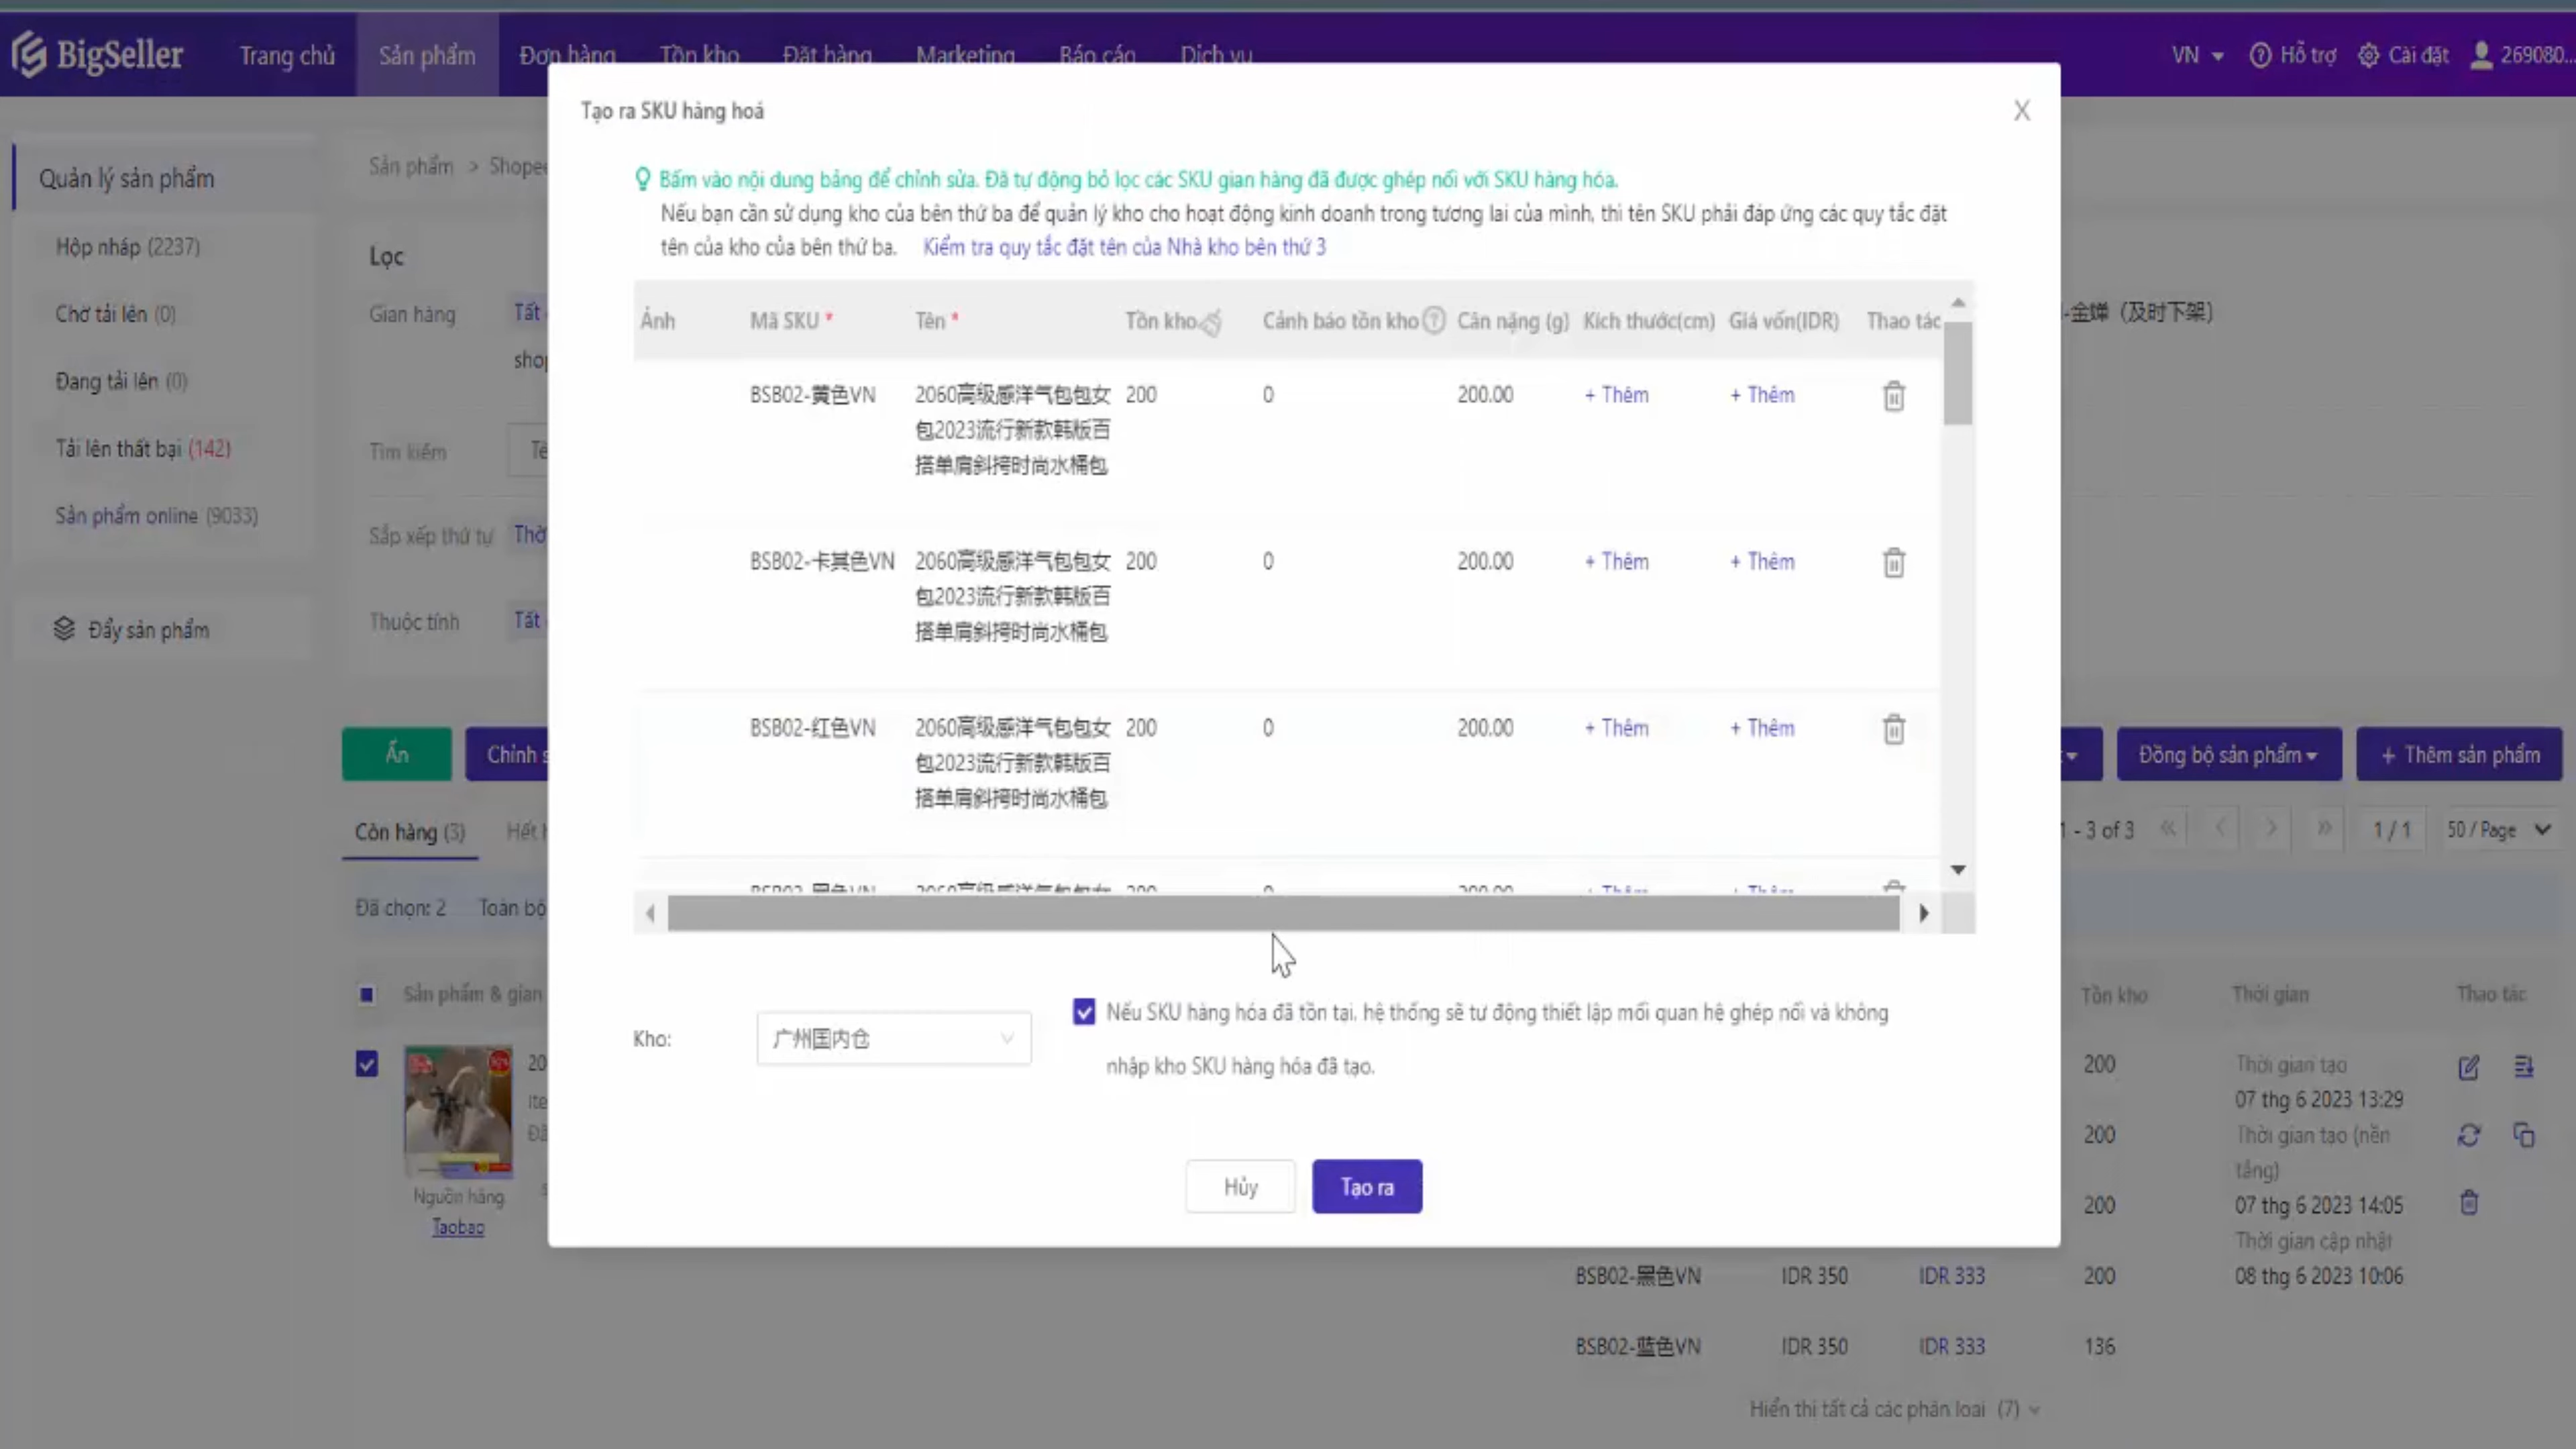 BigSeller
Trang chủ
Sản phẩm
Đơn hàng
Tồn kho
Đặt hàng
Marketing
Báo cáo
Dịch vụ
VN
Hỗ trợ
Cài đặt
269080...
Quản lý sản phẩm
Hộp nháp (2237)
Chờ tải lên (0)
Đang tải lên (0)
Tải lên thất bại (142)
Sản phẩm online (9033)
Đẩy sản phẩm
Sản phẩm > Shopee
Lọc
Gian hàng
Tất
Tìm kiếm
Sắp xếp thứ tự
Thuộc tính
Tất
-金婵（及时下架）
Tạo ra SKU hàng hoá
X
Bấm vào nội dung bảng để chỉnh sửa. Đã tự động bỏ lọc các SKU gian hàng đã được ghép nối với SKU hàng hóa.
Nếu bạn cần sử dụng kho của bên thứ ba để quản lý kho cho hoạt động kinh doanh trong tương lai của mình, thì tên SKU phải đáp ứng các quy tắc đặt
tên của kho của bên thứ ba. Kiểm tra quy tắc đặt tên của Nhà kho bên thứ 3
Ảnh
Mã SKU *
Tên *
Tồn kho
Cảnh báo tồn kho
Cân nặng (g)
Kích thước(cm)
Giá vốn(IDR)
Thao tác
BSB02-黄色VN
2060高级感洋气包包女
包2023流行新款韩版百
搭单肩斜挎时尚水桶包
200
0
200.00
+ Thêm
+ Thêm
BSB02-卡其色VN
2060高级感洋气包包女
包2023流行新款韩版百
搭单肩斜挎时尚水桶包
200
0
200.00
+ Thêm
+ Thêm
BSB02-红色VN
2060高级感洋气包包女
包2023流行新款韩版百
搭单肩斜挎时尚水桶包
200
0
200.00
+ Thêm
+ Thêm
Kho:
广州国内仓
Nếu SKU hàng hóa đã tồn tại, hệ thống sẽ tự động thiết lập mối quan hệ ghép nối và không
nhập kho SKU hàng hóa đã tạo.
Hủy
Tạo ra
Ẩn
Chỉnh s
Đồng bộ sản phẩm
+ Thêm sản phẩm
Còn hàng (3)
1 - 3 of 3
1 / 1
50 / Page
Đã chọn: 2
Toàn bộ
Sản phẩm & gian
Tồn kho
Thời gian
Thao tác
Nguồn hàng
Taobao
200
200
200
Thời gian tạo
07 thg 6 2023 13:29
Thời gian tạo (nền
tảng)
07 thg 6 2023 14:05
Thời gian cập nhật
08 thg 6 2023 10:06
BSB02-黑色VN
IDR 350
IDR 333
200
BSB02-蓝色VN
IDR 350
IDR 333
136
Hiển thị tất cả các phân loại (7)